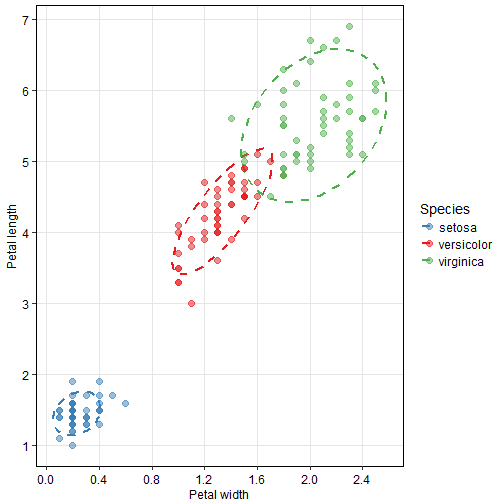 7
6
5
4
3
2
1
Petal length
0.0 0.4 0.8 1.2 1.6 2.0 2.4
Petal width
Species
setosa
versicolor
virginica